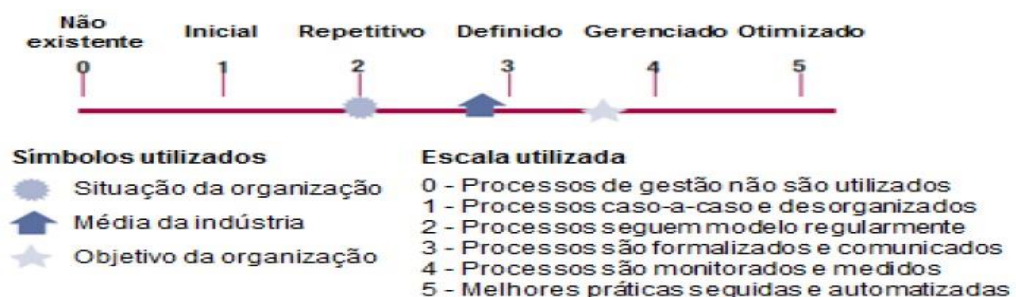 Não existente Inicial Repetitivo Definido Gerenciado Otimizado
0 1 2 3 4 5
Símbolos utilizados
Situação da organização
Média da indústria
Objetivo da organização
Escala utilizada
0 - Processos de gestão não são utilizados
1 - Processos caso-a-caso e desorganizados
2 - Processos seguem modelo regularmente
3 - Processos são formalizados e comunicados
4 - Processos são monitorados e medidos
5 - Melhores práticas seguidas e automatizadas